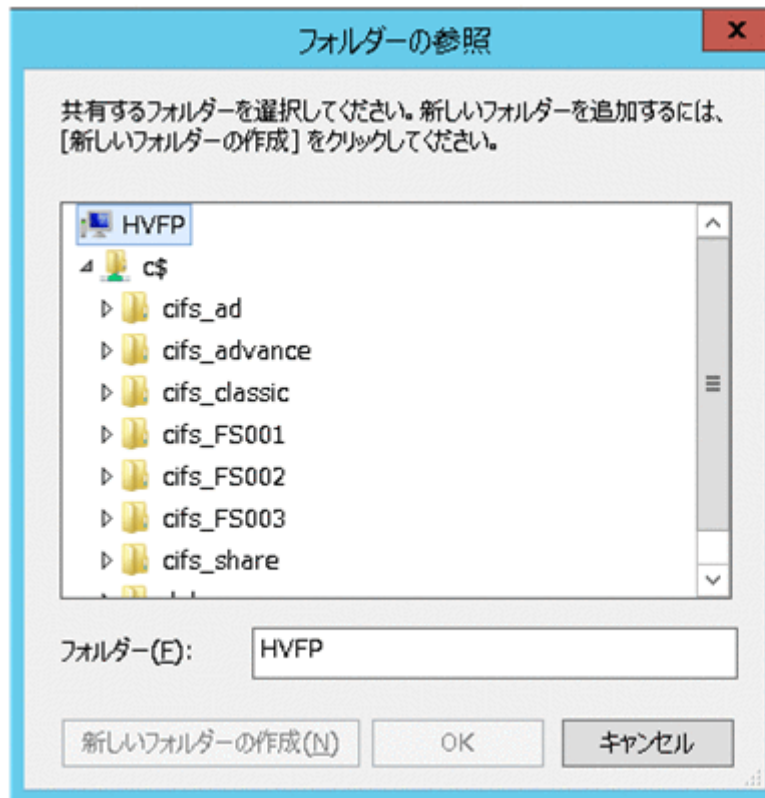 フォルダーの参照
x
共有するフォルダーを選択してください。新しいフォルダーを追加するには、
[新しいフォルダーの作成] をクリックしてください。
HVFP
c$
cifs_ad
cifs_advance
cifs_classic
cifs_FS001
cifs_FS002
cifs_FS003
cifs_share
フォルダー(F): HVFP
新しいフォルダーの作成(N) OK キャンセル